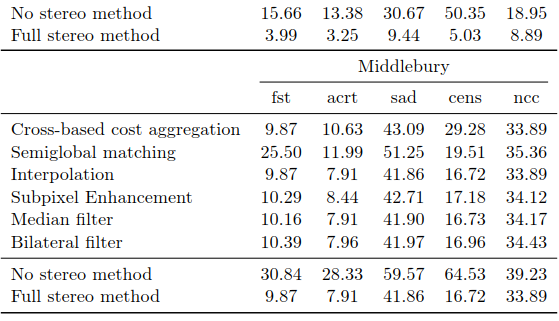 No stereo method 15.66 13.38 30.67 50.35 18.95
Full stereo method 3.99 3.25 9.44 5.03 8.89
Middlebury
fst acrt sad cens ncc
Cross-based cost aggregation 9.87 10.63 43.09 29.28 33.89
Semiglobal matching 25.50 11.99 51.25 19.51 35.36
Interpolation 9.87 7.91 41.86 16.72 33.89
Subpixel Enhancement 10.29 8.44 42.71 17.18 34.12
Median filter 10.16 7.91 41.90 16.73 34.17
Bilateral filter 10.39 7.96 41.97 16.96 34.43
No stereo method 30.84 28.33 59.57 64.53 39.23
Full stereo method 9.87 7.91 41.86 16.72 33.89